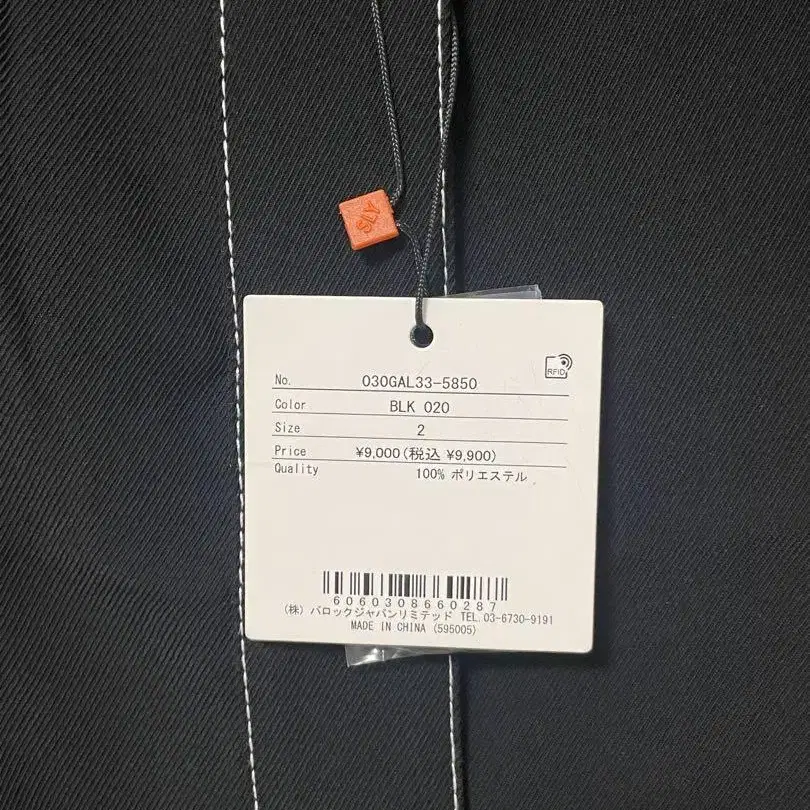 SLY
RFID
No. 030GAL33-5850
Color BLK 020
Size 2
Price ¥9,000(税込 ¥9,900)
Quality 100% ポリエステル
6060308660287
(株) バロックジャパンリミテッド TEL.03-6730-9191
MADE IN CHINA (595005)